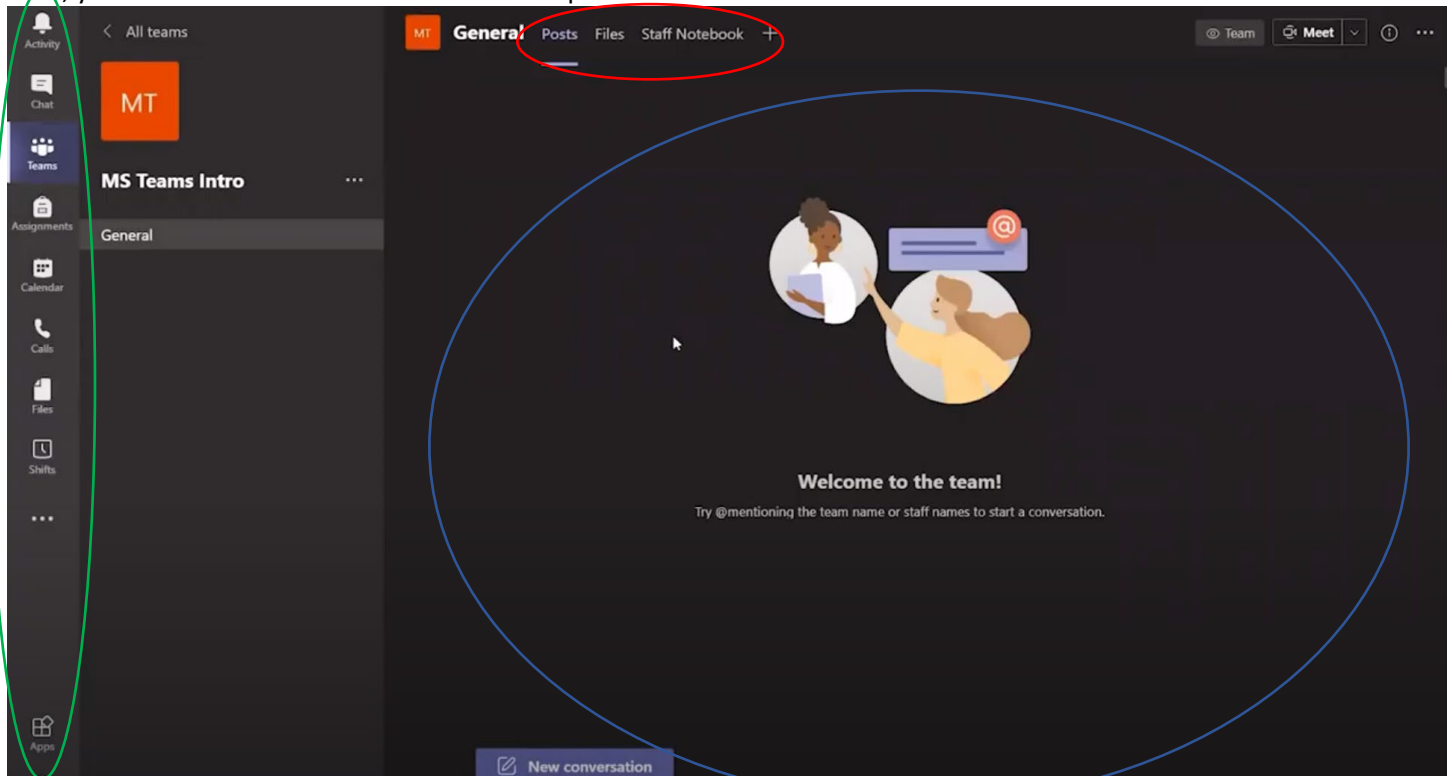 Activity
Chat
Teams
Assignments
Calendar
Calls
Files
Shifts
Apps
All teams
MT
MS Teams Intro
General
MT General Posts Files Staff Notebook +
Team Meet
@
Welcome to the team!
Try @mentioning the team name or staff names to start a conversation.
New conversation